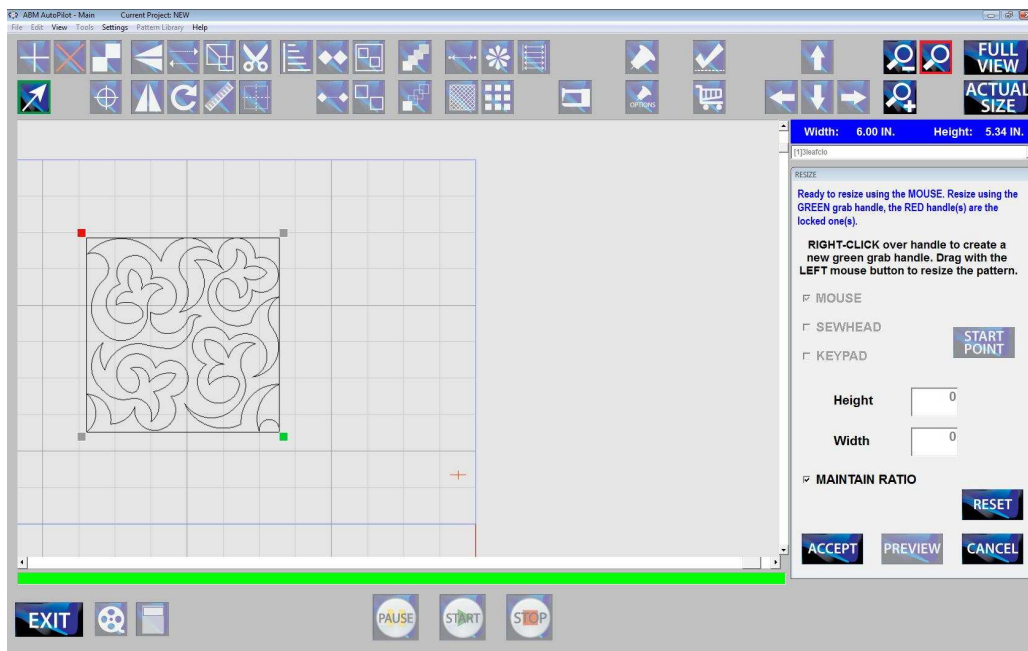 ABM AutoPilot - Main Current Project: NEW
File Edit View Tools Settings Pattern Library Help
FULL
VIEW
OPTIONS
ACTUAL
SIZE
Width: 6.00 IN. Height: 5.34 IN.
[1]3leafclo
RESIZE
Ready to resize using the MOUSE. Resize using the
GREEN grab handle, the RED handle(s) are the
locked one(s).
RIGHT-CLICK over handle to create a
new green grab handle. Drag with the
LEFT mouse button to resize the pattern.
MOUSE
SEWHEAD
START
POINT
KEYPAD
Height 0
Width 0
MAINTAIN RATIO
RESET
ACCEPT PREVIEW CANCEL
EXIT PAUSE START STOP